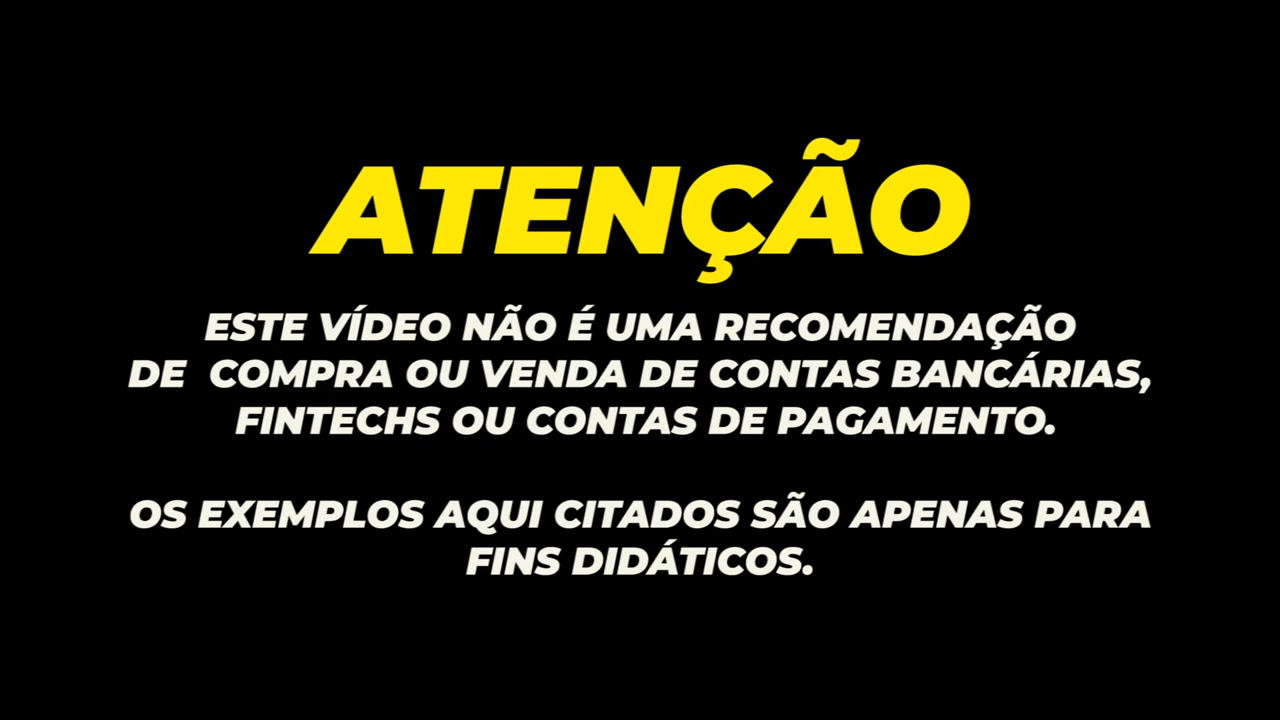 ATENÇÃO
ESTE VÍDEO NÃO É UMA RECOMENDAÇÃO
DE COMPRA OU VENDA DE CONTAS BANCÁRIAS,
FINTECHS OU CONTAS DE PAGAMENTO.
OS EXEMPLOS AQUI CITADOS SÃO APENAS PARA
FINS DIDÁTICOS.